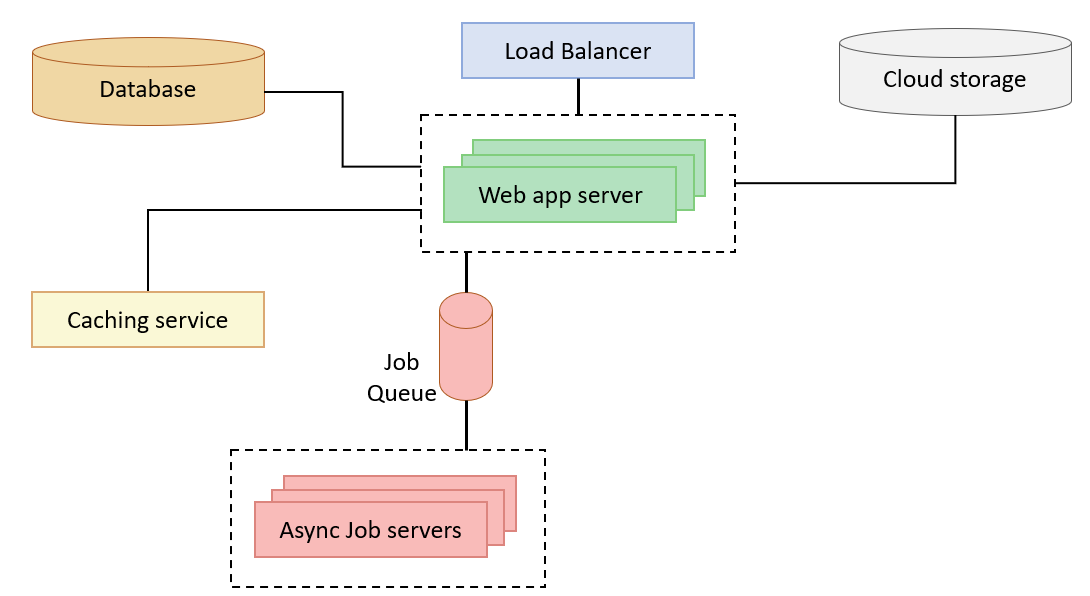 Load Balancer
Database
Cloud storage
Web app server
Caching service
Job
Queue
Async Job servers